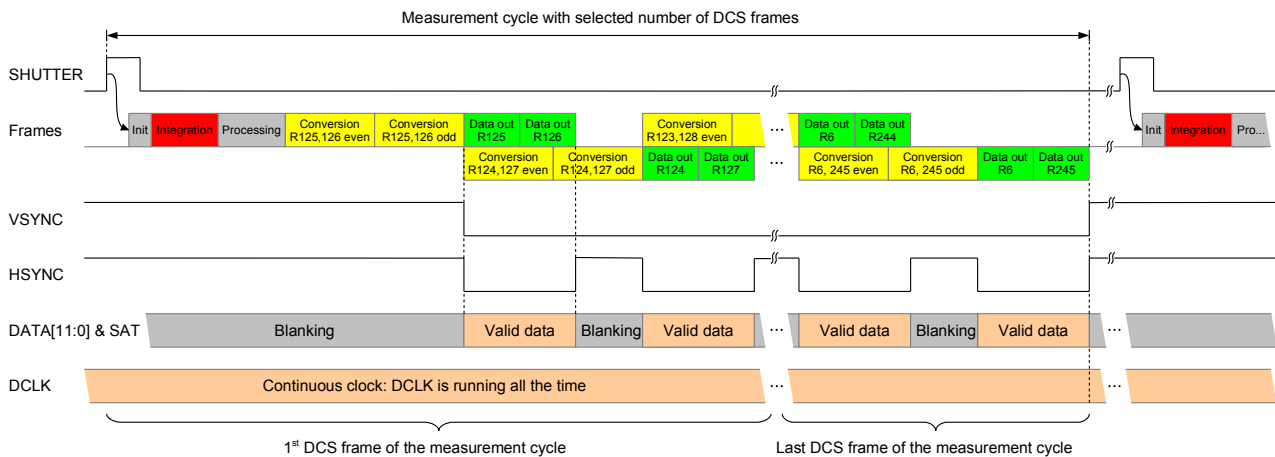 Measurement cycle with selected number of DCS frames
SHUTTER
Frames
Init
Integration
Processing
Conversion
R125,126 even
Conversion
R125,126 odd
Data out
R125
Data out
R126
Conversion
R123,128 even
...
Data out
R6
Data out
R244
Init
Integration
Pro...
Conversion
R124,127 even
Conversion
R124,127 odd
Data out
R124
Data out
R127
...
Conversion
R6, 245 even
Conversion
R6, 245 odd
Data out
R6
Data out
R245
VSYNC
HSYNC
DATA[11:0] & SAT
Blanking
Valid data
Blanking
Valid data
...
Valid data
Blanking
Valid data
...
DCLK
Continuous clock: DCLK is running all the time
...
...
1st DCS frame of the measurement cycle
Last DCS frame of the measurement cycle